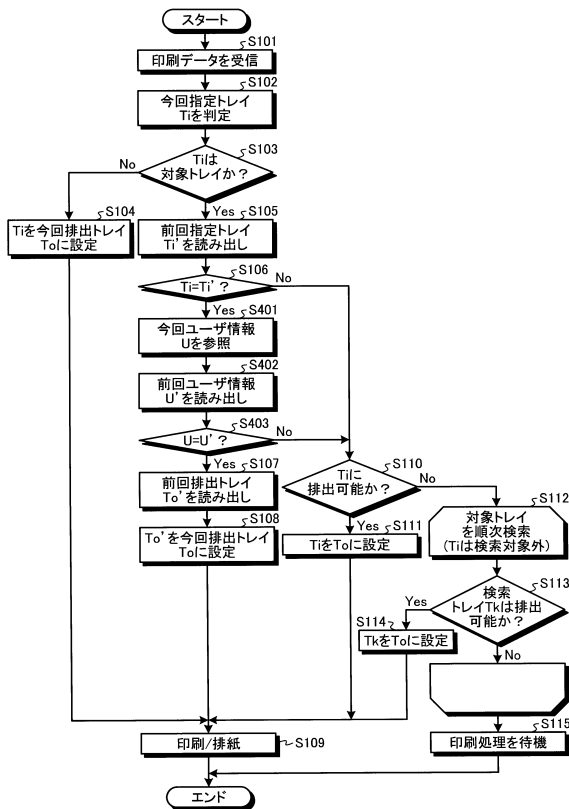 スタート
S101
印刷データを受信
S102
今回指定トレイ
Tiを判定
S103
Tiは
対象トレイか？
No
Yes
S104
Tiを今回排出トレイ
Toに設定
S105
前回指定トレイ
Ti'を読み出し
S106
Ti=Ti'？
No
Yes
S401
今回ユーザ情報
Uを参照
S402
前回ユーザ情報
U'を読み出し
S403
U=U'？
No
Yes
S107
前回排出トレイ
To'を読み出し
S108
To'を今回排出トレイ
Toに設定
S110
Tiに
排出可能か？
No
Yes
S111
TiをToに設定
S112
対象トレイ
を順次検索
(Tiは検索対象外)
S113
検索
トレイTkは排出
可能か？
Yes
No
S114
TkをToに設定
S115
印刷処理を待機
印刷/排紙
S109
エンド